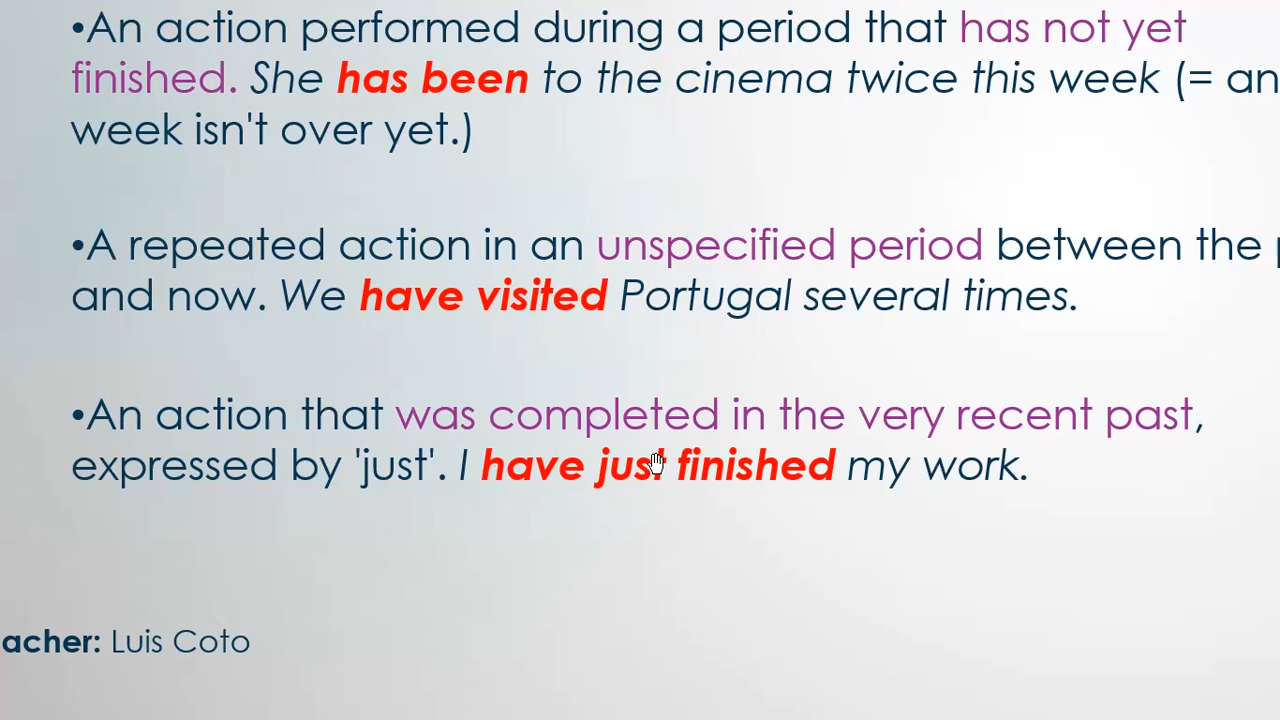 •An action performed during a period that has not yet
finished. She has been to the cinema twice this week (= an
week isn't over yet.)
•A repeated action in an unspecified period between the
and now. We have visited Portugal several times.
•An action that was completed in the very recent past,
expressed by 'just'. I have just finished my work.
acher: Luis Coto